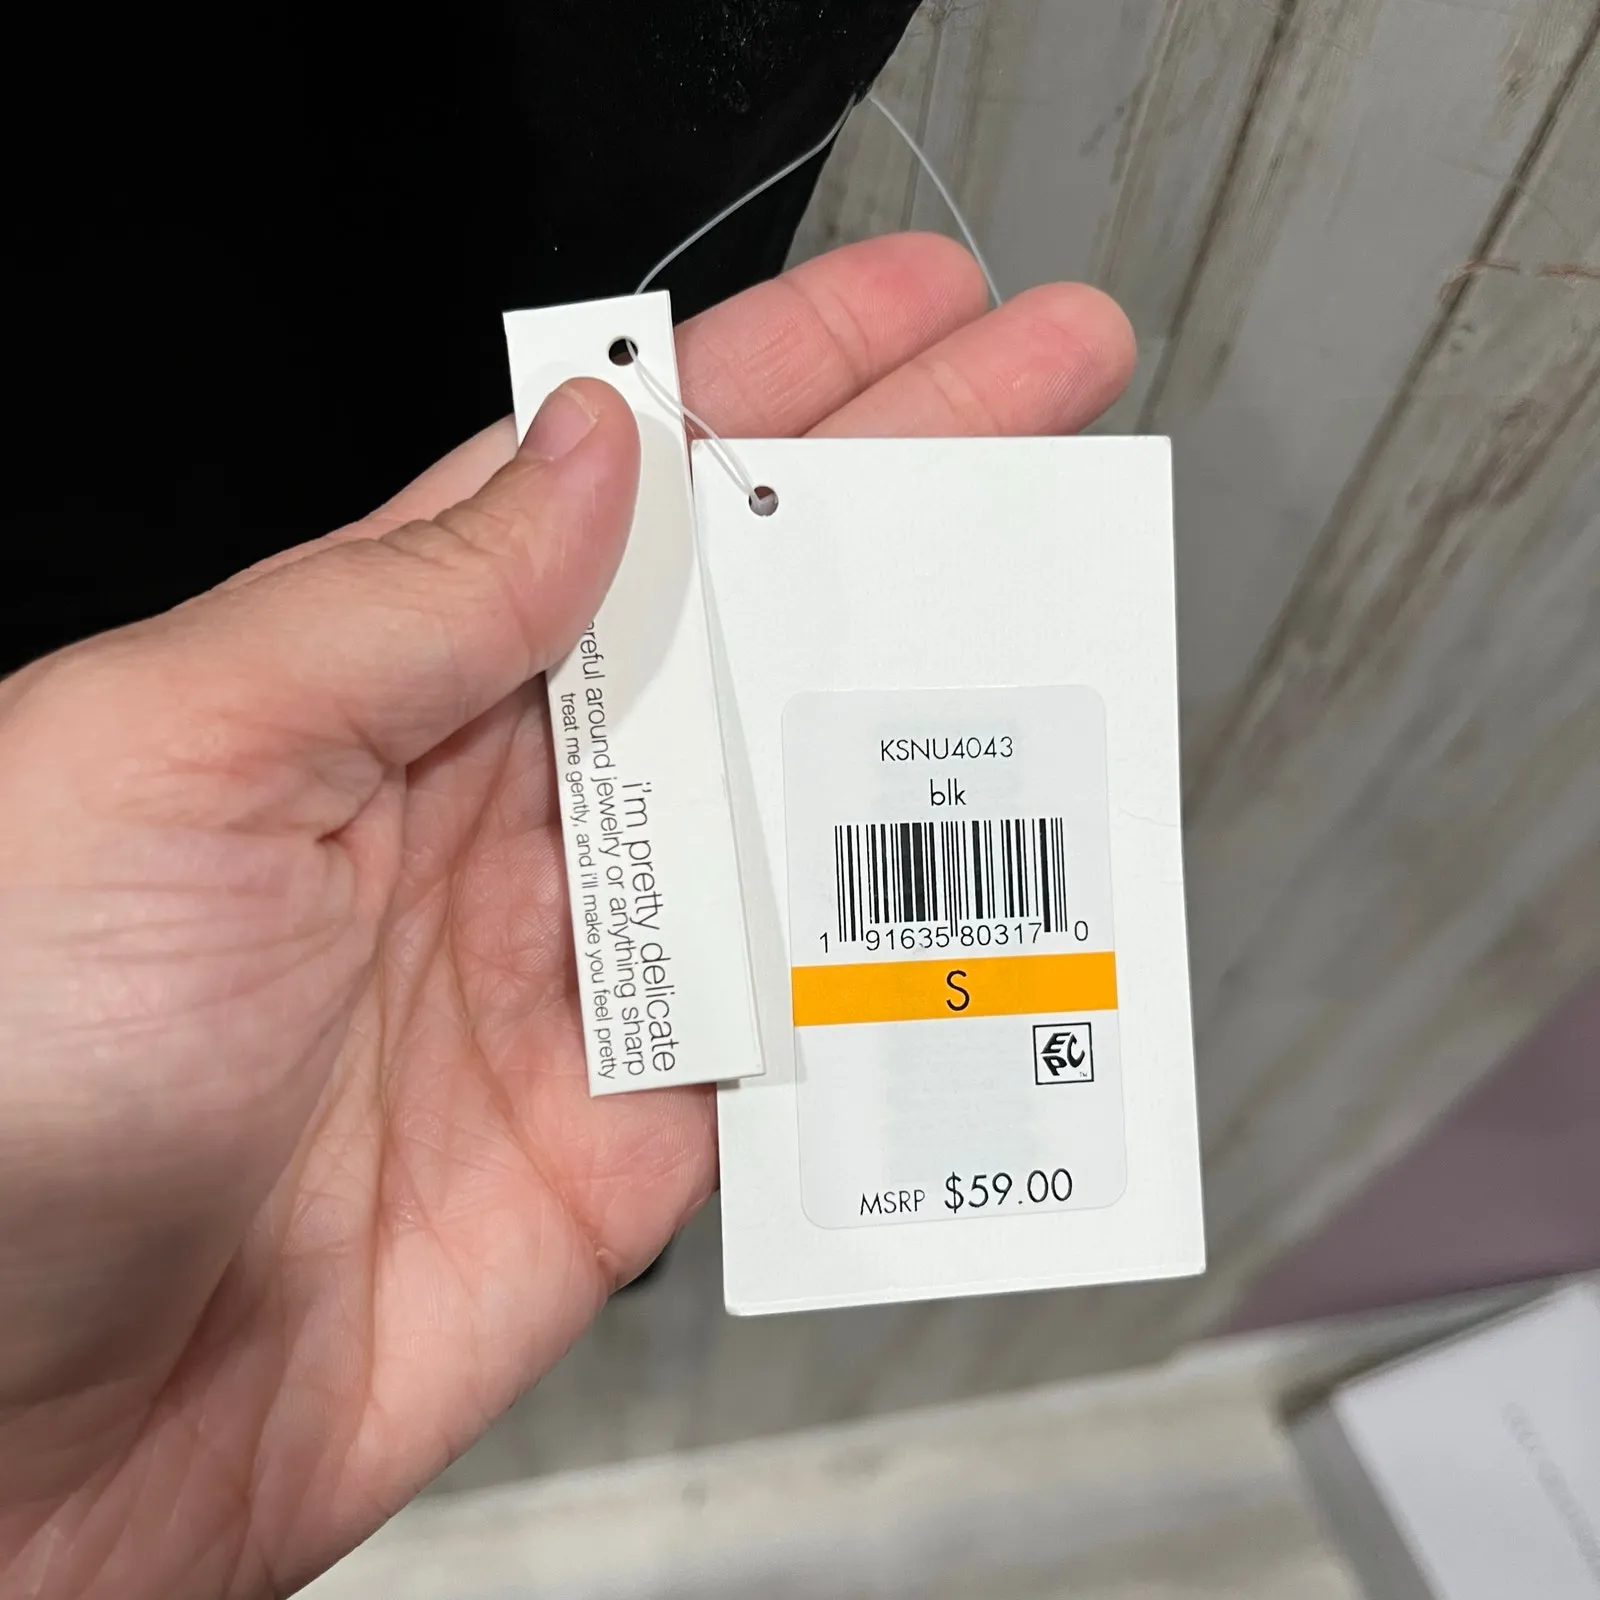 i'm pretty delicate
around jewelry or anything sharp
treat me gently, and i'll make you feel pretty
KSNU4043
blk
1 91635 80317 0
S
EPC
TM
MSRP $59.00